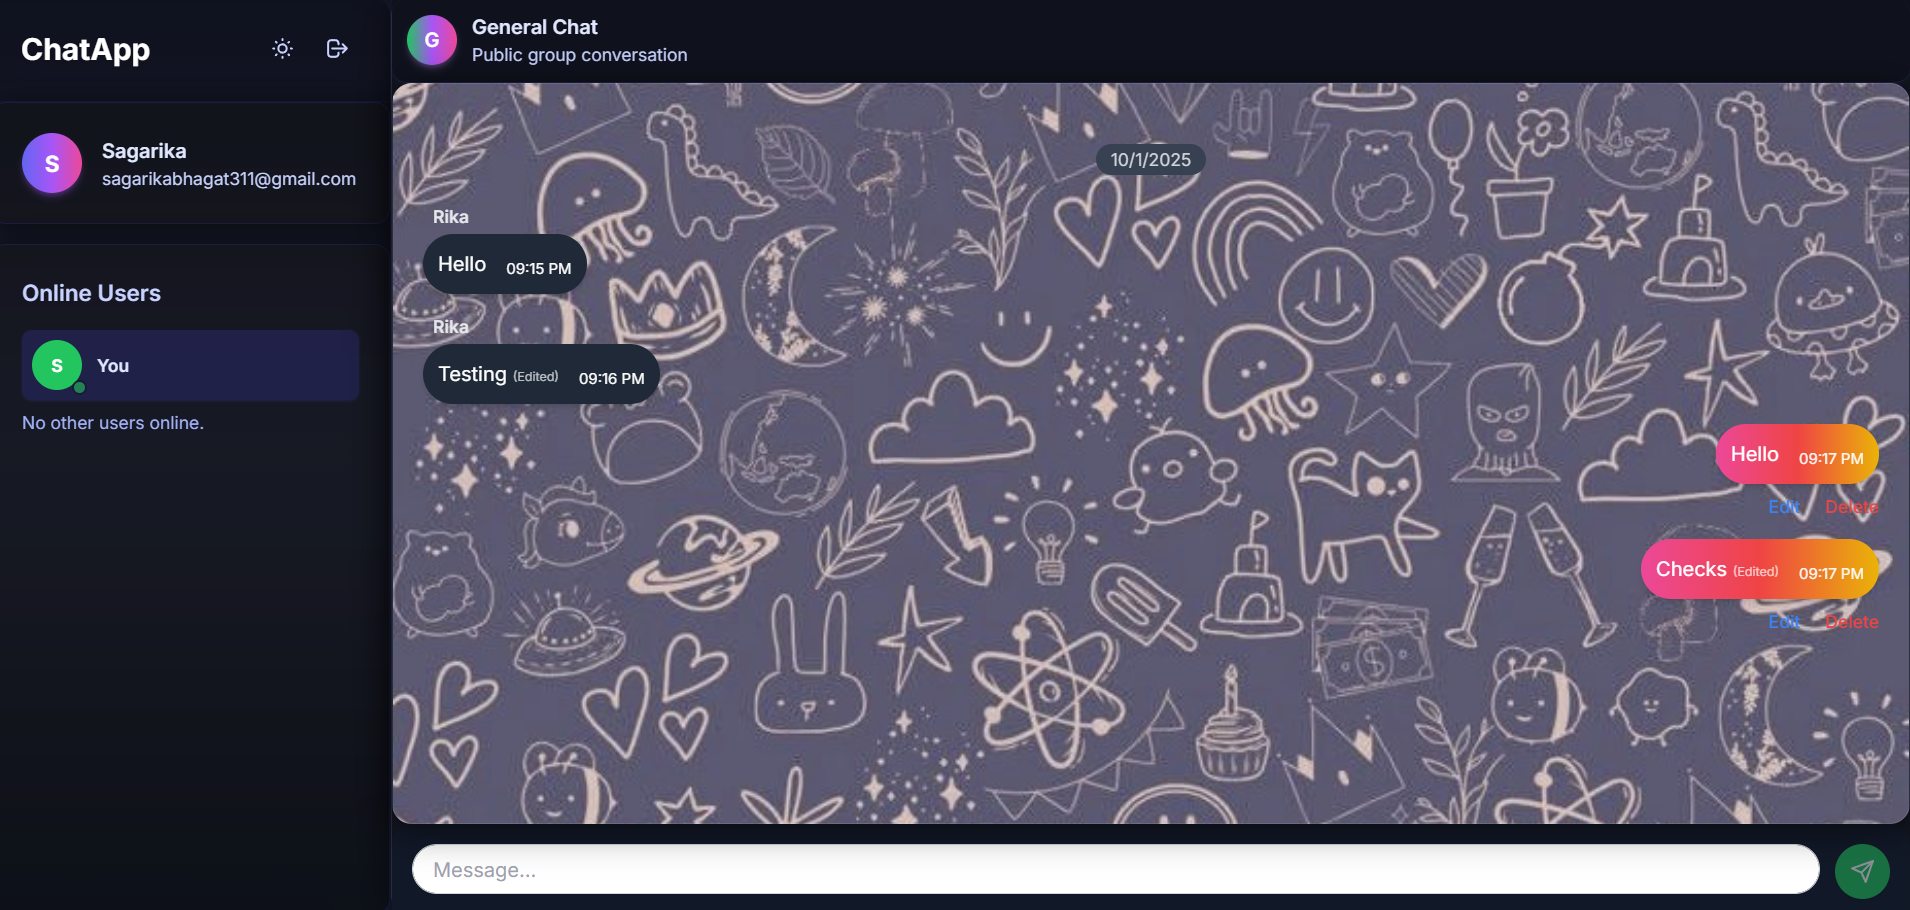 ChatApp
S
Sagarika
sagarikabhagat311@gmail.com
Online Users
S
You
No other users online.
G
General Chat
Public group conversation
10/1/2025
Rika
Hello 09:15 PM
Rika
Testing (Edited) 09:16 PM
Hello 09:17 PM
Edit Delete
Checks (Edited) 09:17 PM
Edit Delete
Message...